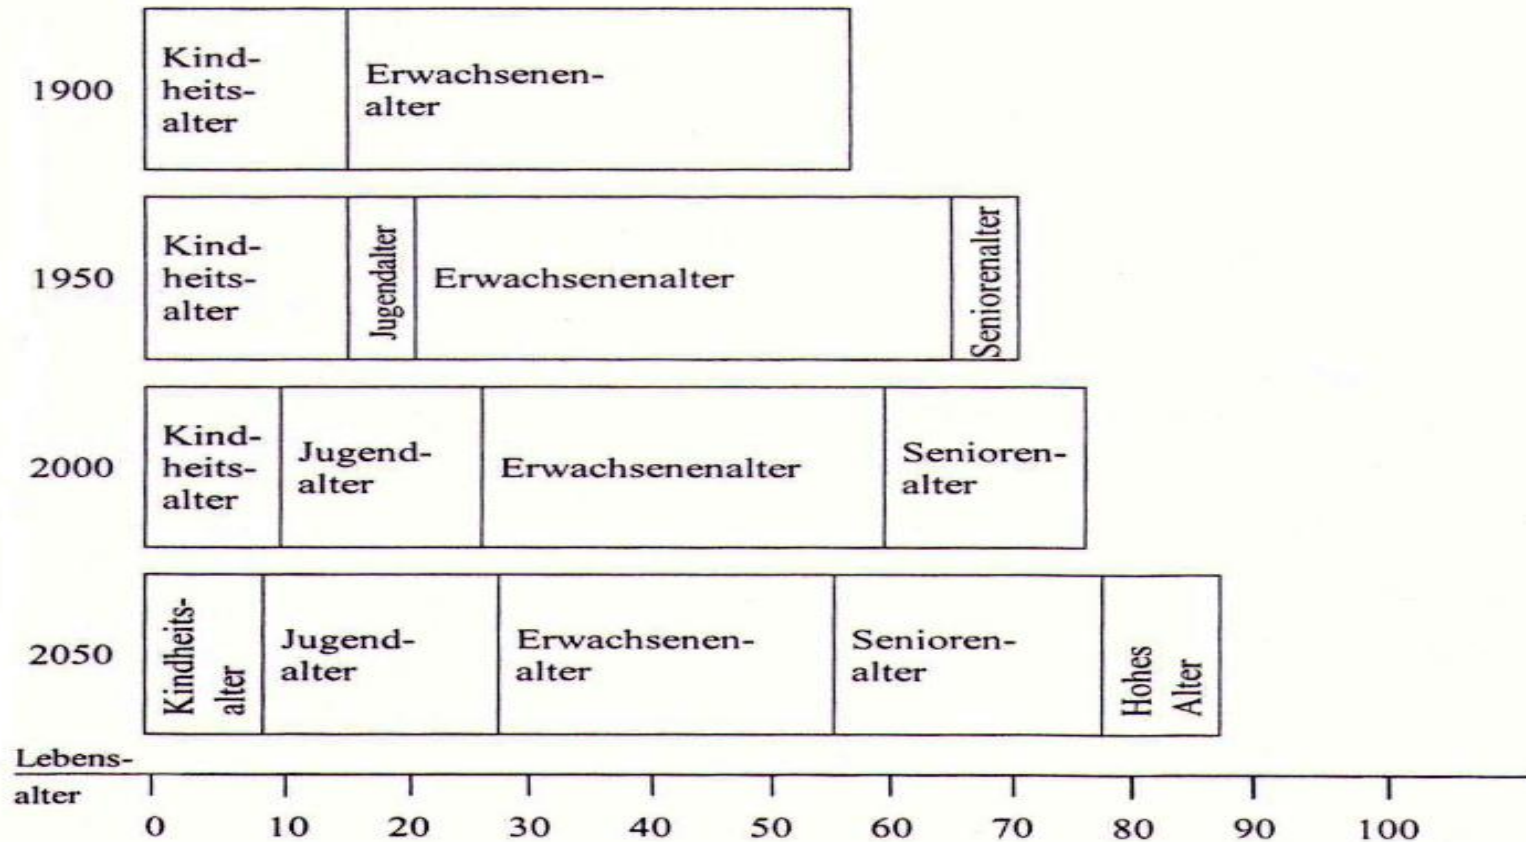 1900
Kind-
heits-
alter
Erwachsenen-
alter
1950
Kind-
heits-
alter
Jugendalter
Erwachsenenalter
Seniorenalter
2000
Kind-
heits-
alter
Jugend-
alter
Erwachsenenalter
Senioren-
alter
2050
Kindheits-
alter
Jugend-
alter
Erwachsenen-
alter
Senioren-
alter
Hohes
Alter
Lebens-
alter
0 10 20 30 40 50 60 70 80 90 100